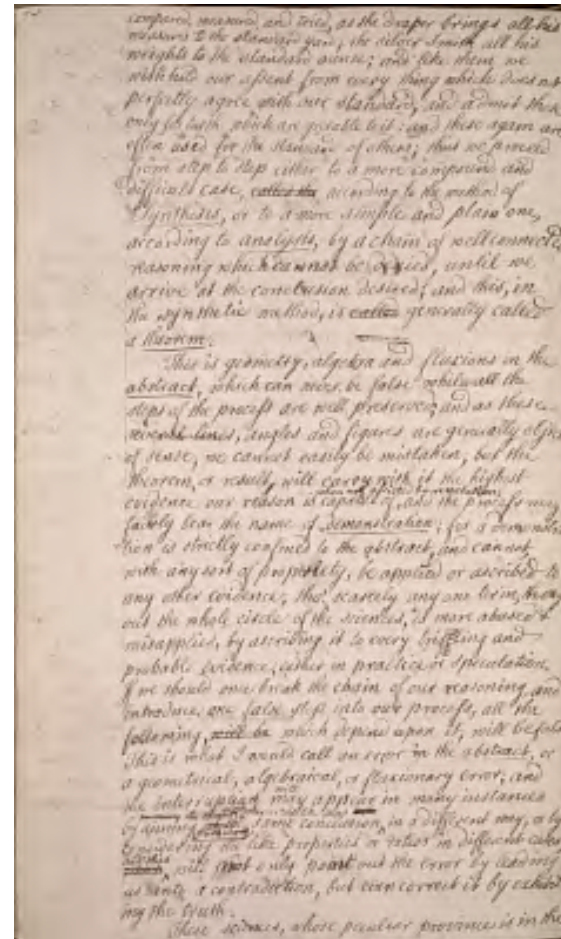 compared, measured, and tried, as the draper brings all his
measures to the standard yard; the silver smith all his
weights to the standard ounce; and like them, we
withhold our assent from every thing which does not
perfectly agree with our standard, and admit those
only for truth which are to it: and these again are
often used for the standard of others; thus we proceed
from step to step either to a more compound and
difficult case, according to the method of
synthesis, or to a more simple and plain one,
according to analysis, by a chain of well connected
reasoning which cannot be denied, until we
arrive at the conclusion desired; and this, in
the synthetic method, is called generally called
a theorem.
This is geometry, algebra and fluxions in the
abstract, which can never be false while all the
steps of the process are well preserved; and as these
several lines, angles and figures are generally objects
of sense, we cannot easily be mistaken, but the
theorem, or result, will carry with it the highest
evidence our reason is capable of, and the process may
fairly bear the name of demonstration; for a demonstra-
tion is strictly confined to the abstract, and cannot
with any sort of propriety, be applied or ascribed to
any other evidence, tho' scarcely any one term, through
out the whole circle of the sciences, is more abused &
misapplied, by ascribing it to every trifling and
probable evidence, either in practice or speculation.
If we should once break the chain of our reasoning, and
introduce one false step into our process, all the
following, will be which depend upon it, will be false
This is what I would call an error in the abstract, or
a geometrical, algebraical, or fluxionary error; and
may appear in many instances
same conclusion, in a different way, or by
considering like properties or ratios in different cases
will not only point out the error by leading
us into a contradiction, but even correct it by exhibit
ing the truth.
These sciences, whose peculiar province is in the